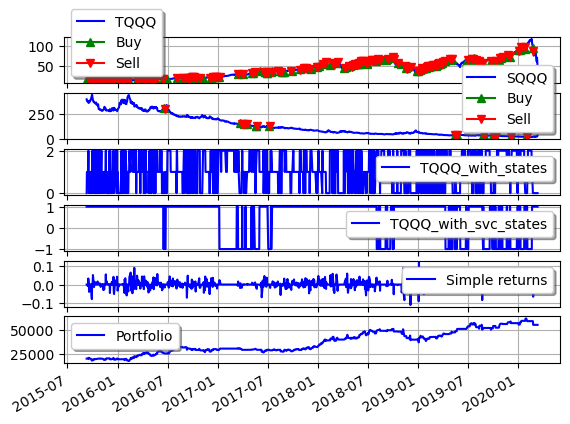 TQQQ
Buy
Sell
100
50
SQQQ
Buy
Sell
250
0
2
0
TQQQ_with_states
1
−1
TQQQ_with_svc_states
0.1
0.0
−0.1
Simple returns
50000
25000
Portfolio
2015-07
2016-01
2016-07
2017-01
2017-07
2018-01
2018-07
2019-01
2019-07
2020-01